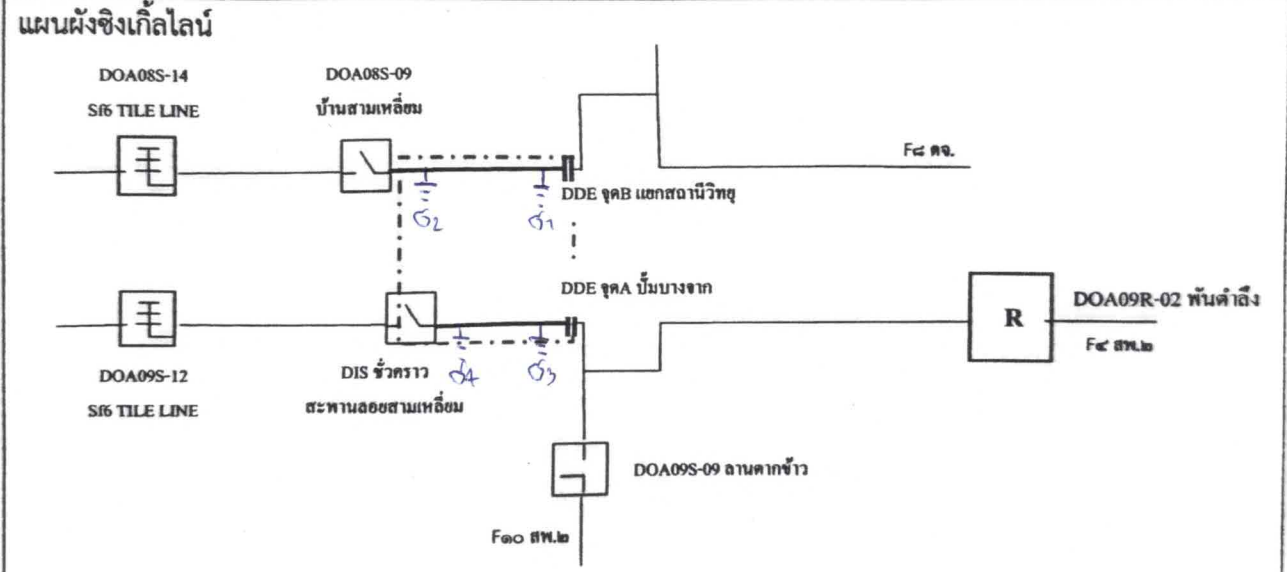 แผนผังซิงเกิ้ลไลน์
DOA08S-14
Sf6 TILE LINE
DOA08S-09
บ้านสามเหลี่ยม
F๘ ตจ.
DDE จุดB แยกสถานีวิทยุ
DDE จุดA ปั๊มบางจาก
DOA09R-02 พันตำลึง
R
F๔ สพ.๒
DOA09S-12
Sf6 TILE LINE
DIS ชั่วคราว
สะพานลอยสามเหลี่ยม
DOA09S-09 ลานตากข้าว
F๑๐ สพ.๒